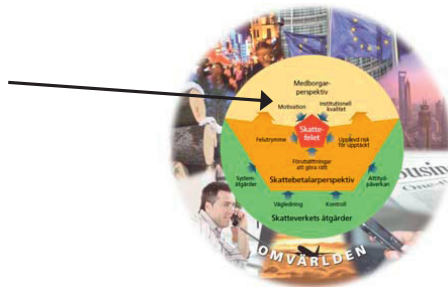 Medborgar-
perspektiv
Motivation
Institutionell
kvalitet
Skatte-
felet
Felutrymme
Upplevd risk
för upptäckt
Förutsättningar
att göra rätt
System-
åtgärder
Skattebetalarperspektiv
Attityd-
påverkan
Vägledning
Kontroll
Skatteverkets åtgärder
OMVÄRLDEN